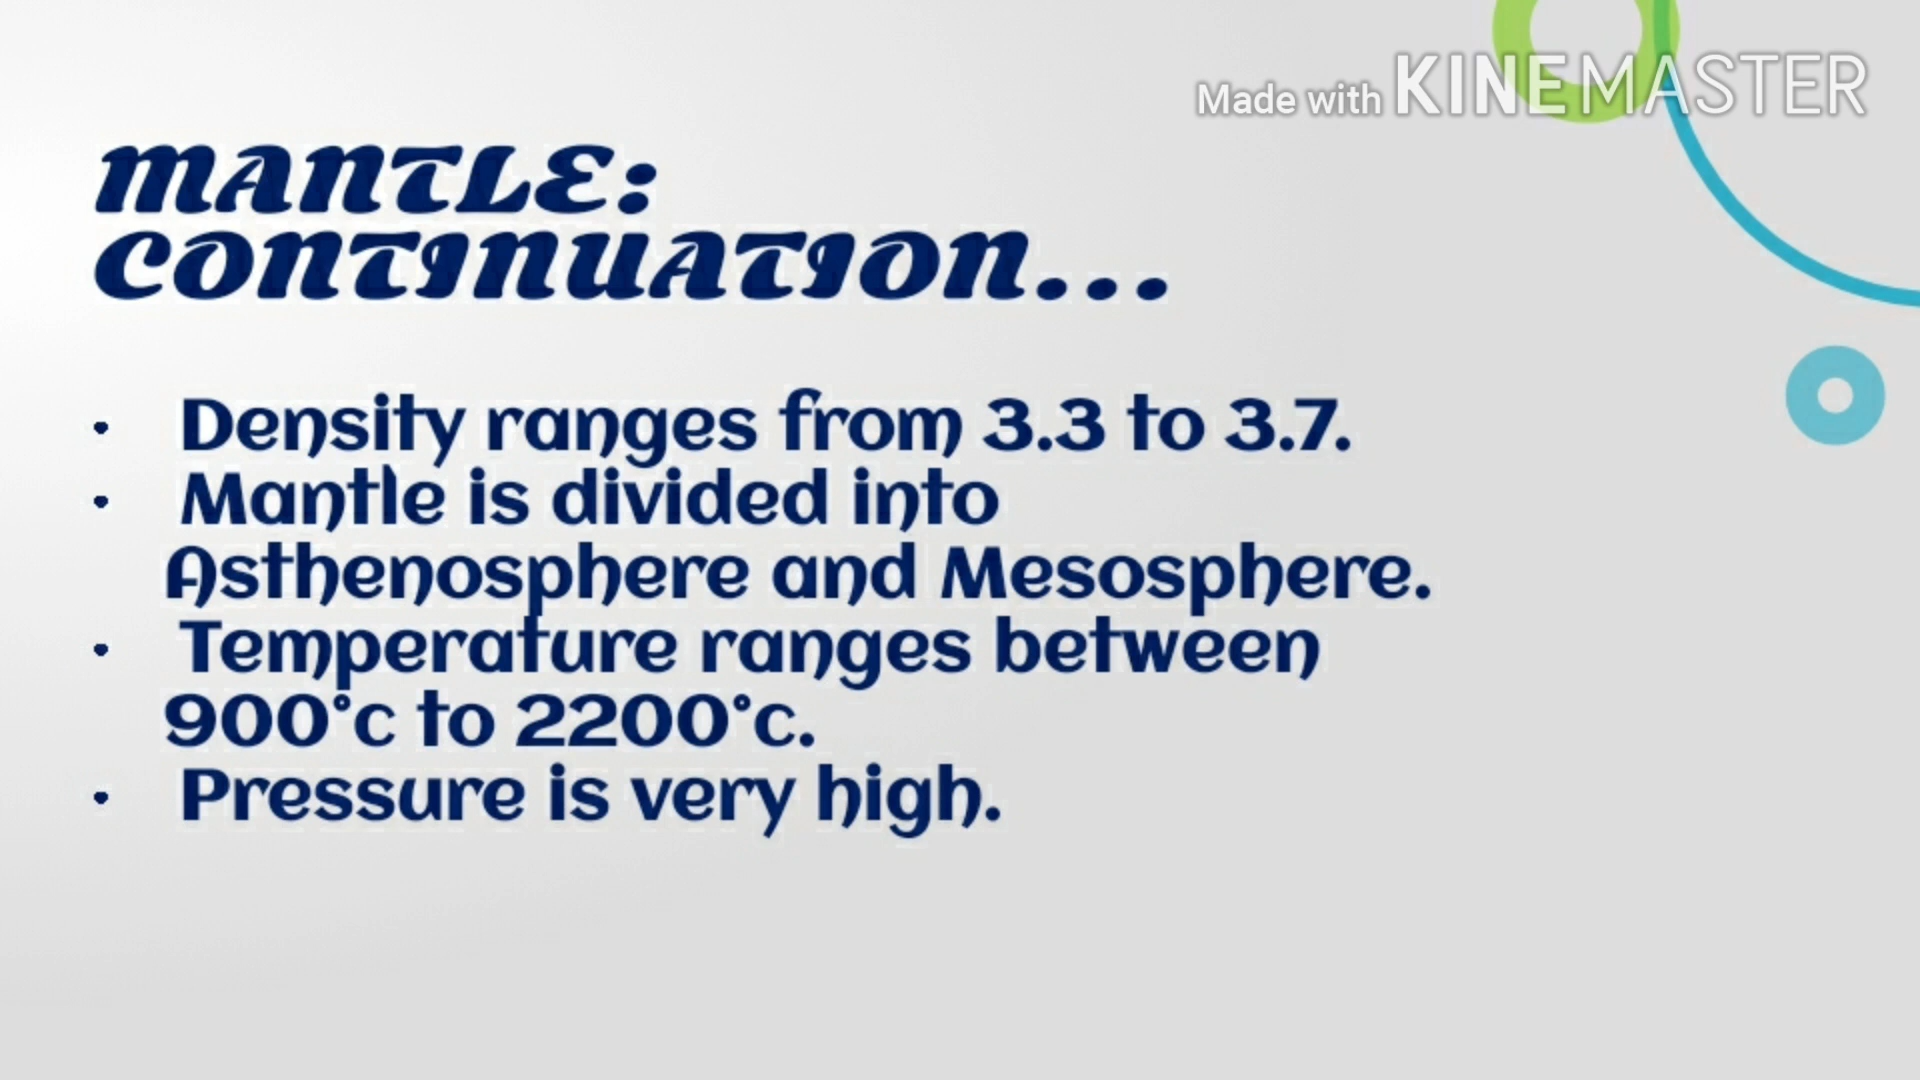 Made with KINEMASTER
MANTLE:
CONTINUATION...
• Density ranges from 3.3 to 3.7.
• Mantle is divided into
Asthenosphere and Mesosphere.
• Temperature ranges between
900°c to 2200°c.
• Pressure is very high.